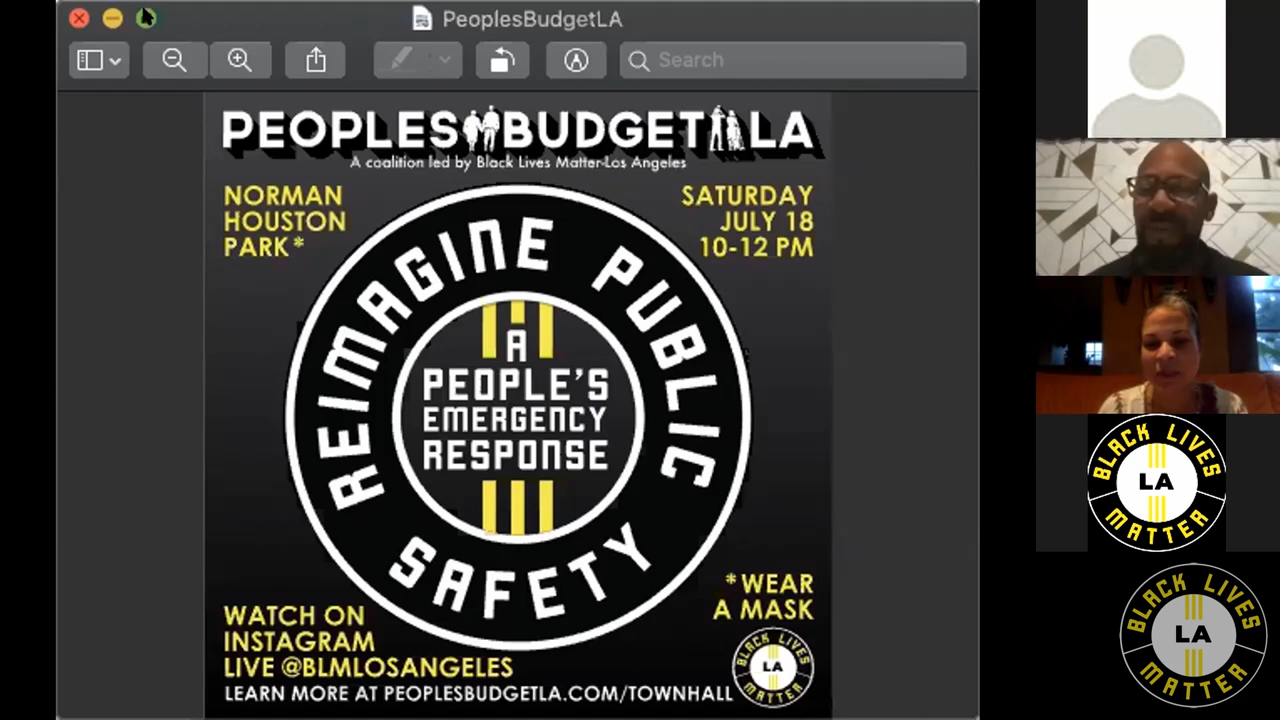 PeoplesBudgetLA
Search
PEOPLES BUDGET LA
A coalition led by Black Lives Matter-Los Angeles
NORMAN
HOUSTON
PARK*
SATURDAY
JULY 18
10-12 PM
REIMAGINE PUBLIC
SAFETY
A
PEOPLE'S
EMERGENCY
RESPONSE
*WEAR
A MASK
WATCH ON
INSTAGRAM
LIVE @BLMLOSANGELES
LEARN MORE AT PEOPLESBUDGETLA.COM/TOWNHALL
BLACK LIVES
LA
MATTER
BLACK LIVES
LA
MATTER
BLACK LIVES
LA
MATTER